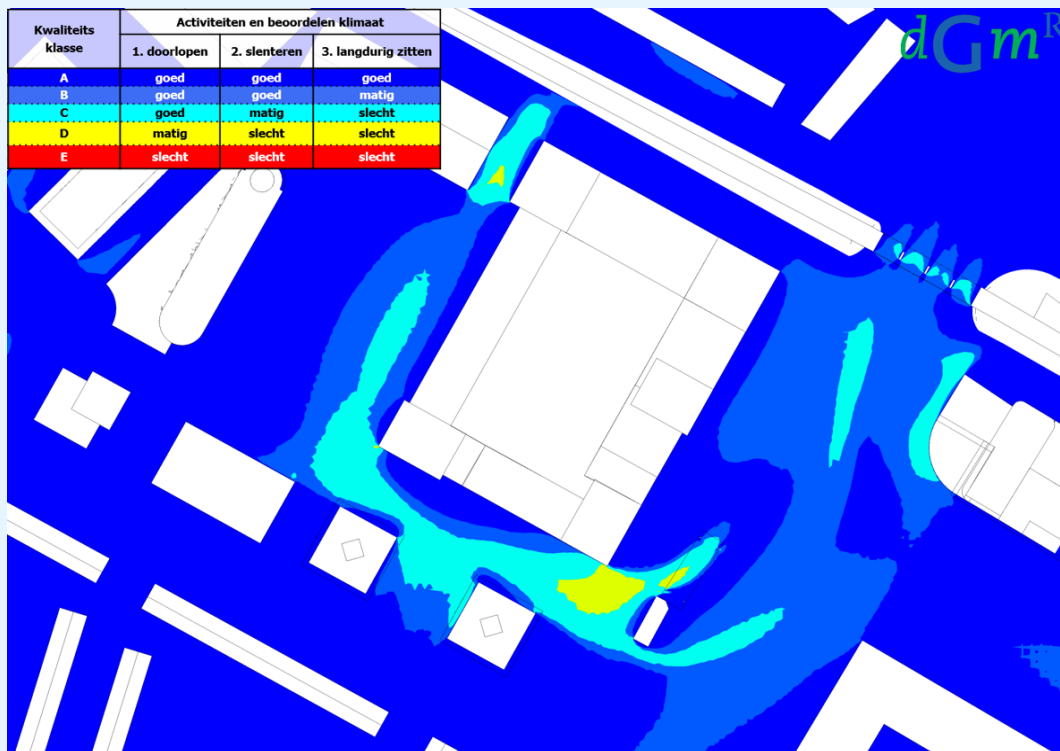 Kwaliteits klasse Activiteiten en beoordelen klimaat
1. doorlopen 2. slenteren 3. langdurig zitten
A goed goed goed
B goed goed matig
C goed matig slecht
D matig slecht slecht
E slecht slecht slecht
dGmR